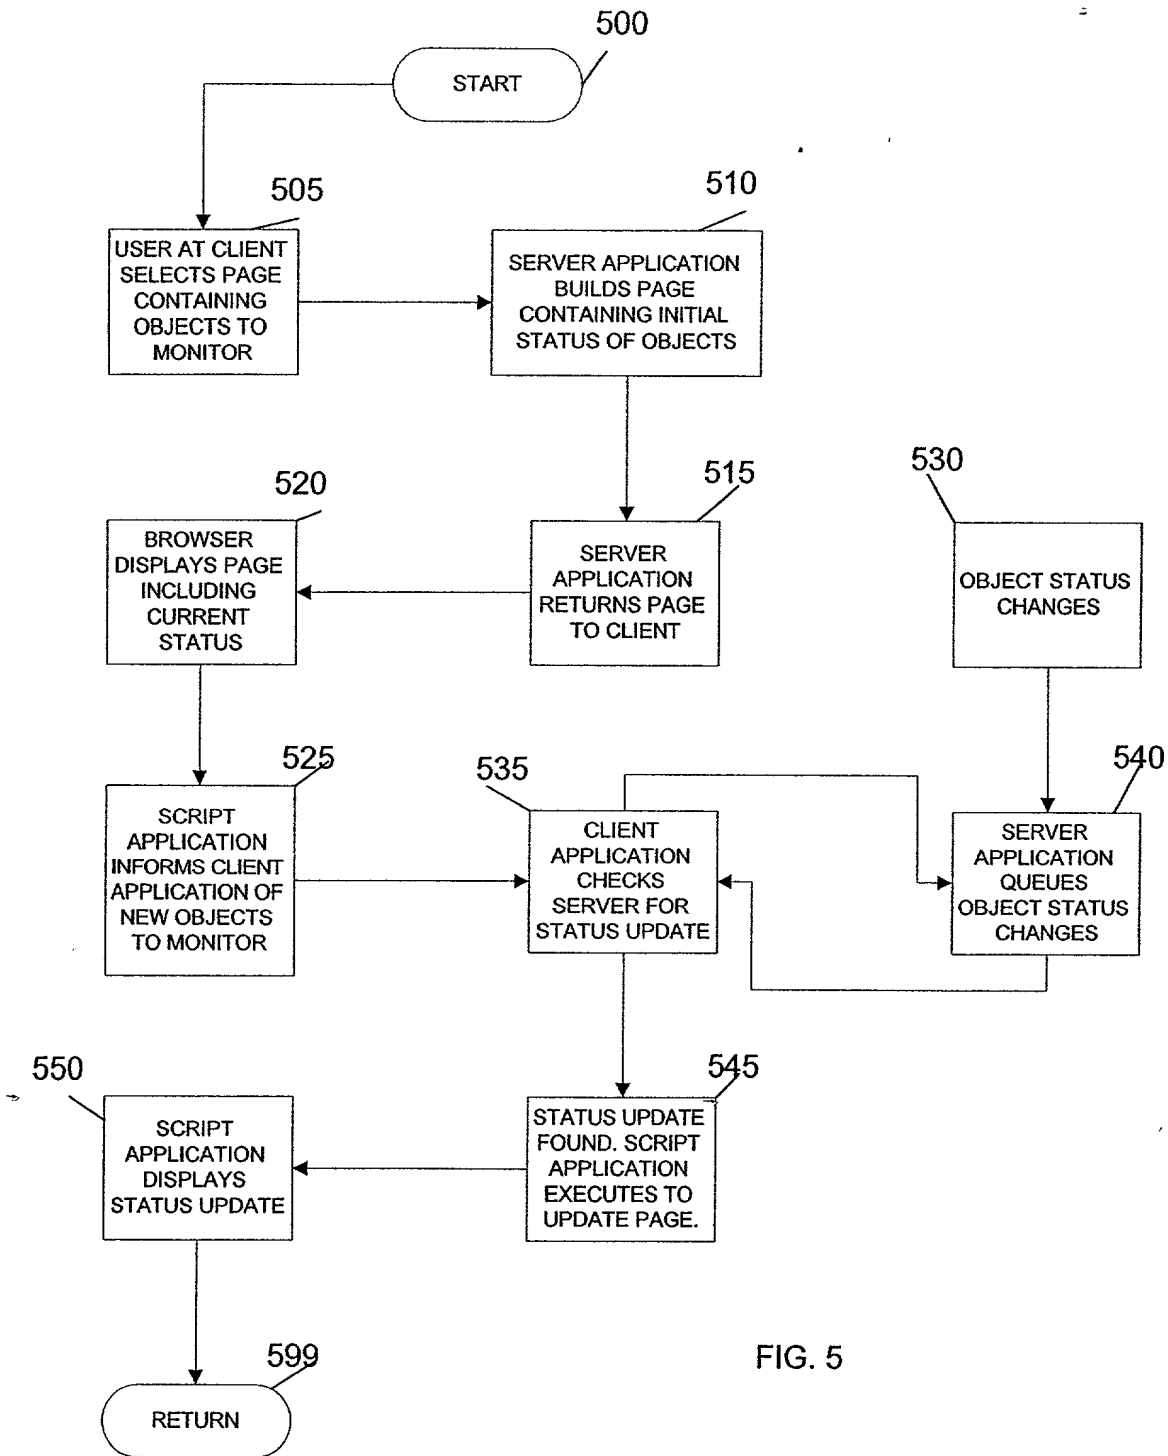 500
START
505
USER AT CLIENT
SELECTS PAGE
CONTAINING
OBJECTS TO
MONITOR
510
SERVER APPLICATION
BUILDS PAGE
CONTAINING INITIAL
STATUS OF OBJECTS
520
BROWSER
DISPLAYS PAGE
INCLUDING
CURRENT
STATUS
515
SERVER
APPLICATION
RETURNS PAGE
TO CLIENT
530
OBJECT STATUS
CHANGES
525
SCRIPT
APPLICATION
INFORMS CLIENT
APPLICATION OF
NEW OBJECTS
TO MONITOR
535
CLIENT
APPLICATION
CHECKS
SERVER FOR
STATUS UPDATE
540
SERVER
APPLICATION
QUEUES
OBJECT STATUS
CHANGES
550
SCRIPT
APPLICATION
DISPLAYS
STATUS UPDATE
545
STATUS UPDATE
FOUND. SCRIPT
APPLICATION
EXECUTES TO
UPDATE PAGE.
599
RETURN
FIG. 5